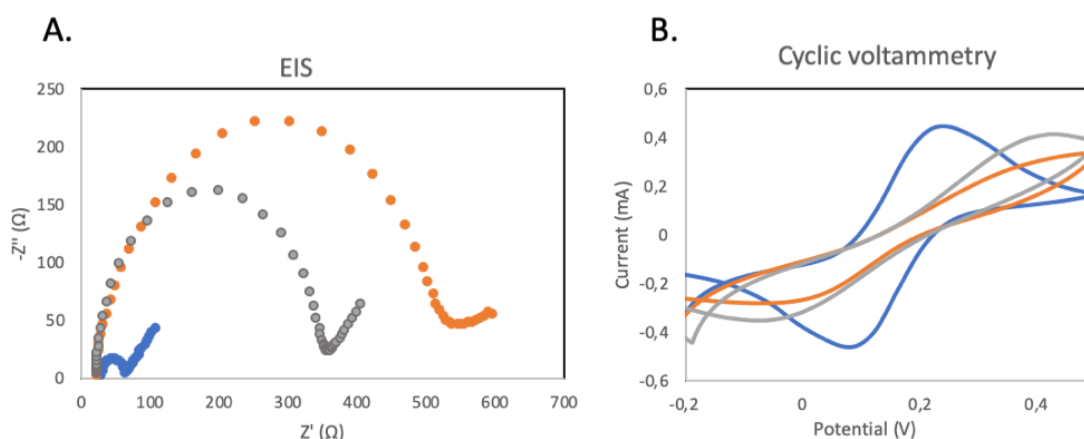 A.
EIS
250
200
150
100
50
0
-Z'' (Ω)
0 100 200 300 400 500 600 700
Z' (Ω)
B.
Cyclic voltammetry
0,6
0,4
0,2
0
-0,2
-0,4
-0,6
Current (mA)
-0,2 0 0,2 0,4
Potential (V)